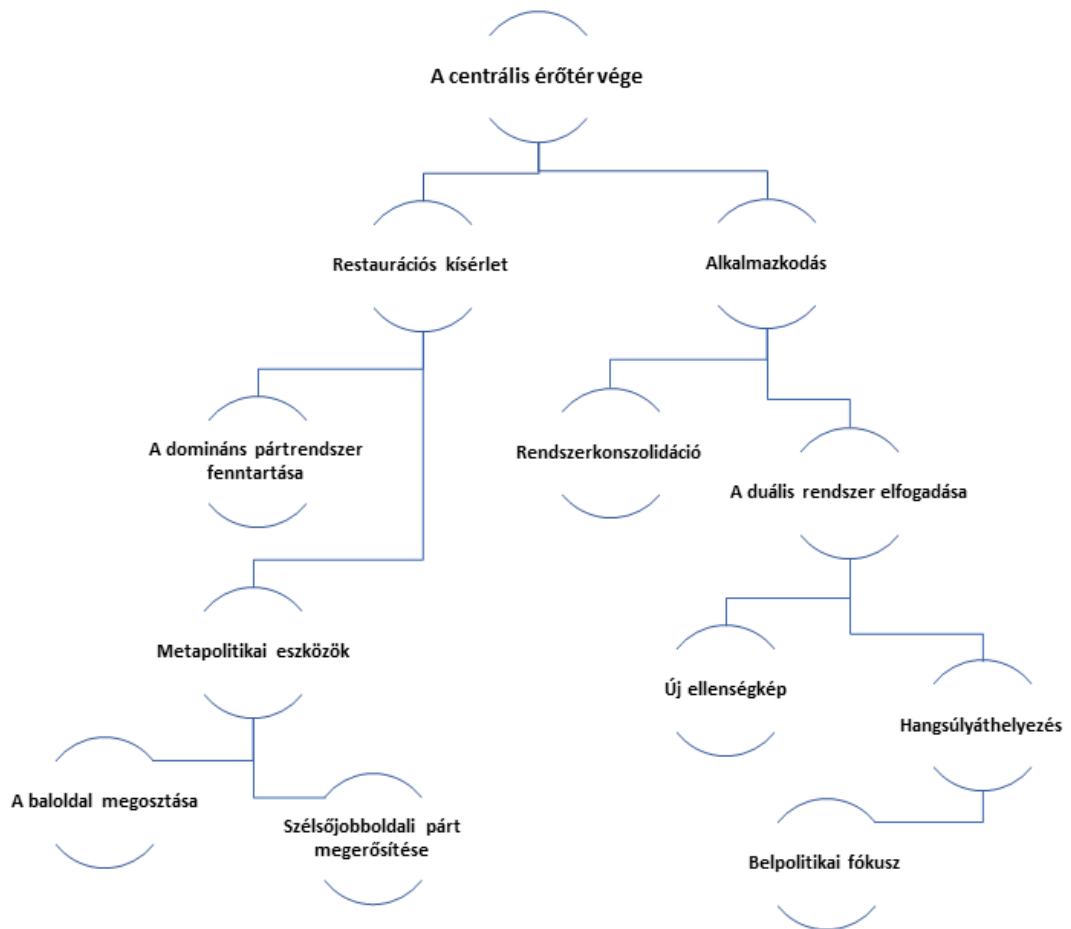 A centrális érőtér vége
Restaurációs kísérlet
Alkalmazkodás
A domináns pártrendszer
fenntartása
Rendszerkonszolidáció
A duális rendszer elfogadása
Metapolitikai eszközök
Új ellenségkép
Hangsúlyáthelyezés
A baloldal megosztása
Szélsőjobboldali párt
megerősítése
Belpolitikai fókusz